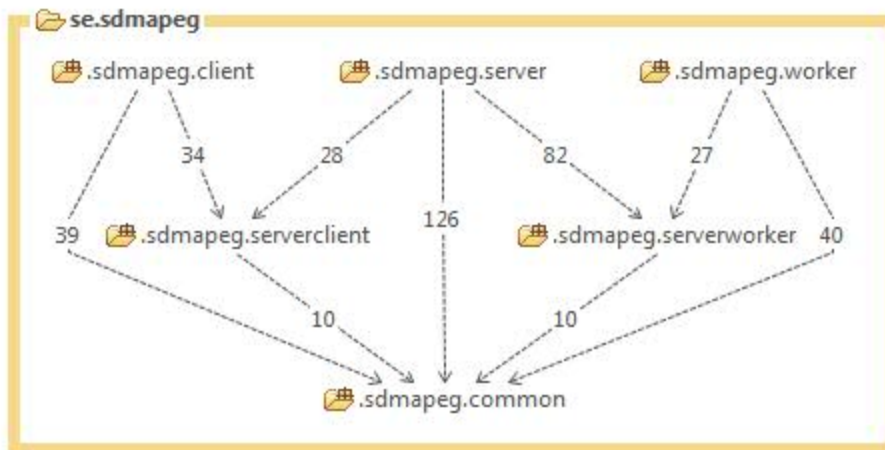 se.sdmapeg
.sdmapeg.client .sdmapeg.server .sdmapeg.worker
34 28 82 27
39 .sdmapeg.serverclient 126 .sdmapeg.serverworker 40
10 10
.sdmapeg.common